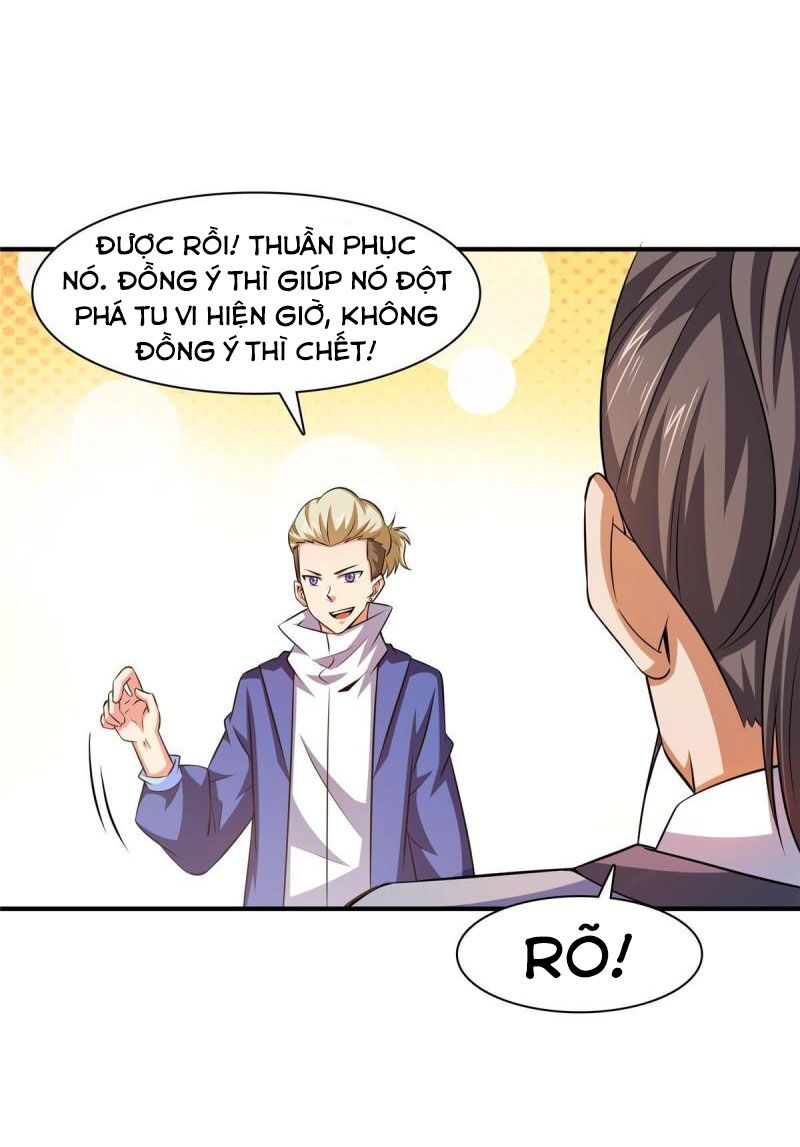 ĐƯỢC RỒI! THUẦN PHỤC
NÓ. ĐỒNG Ý THÌ GIÚP NÓ ĐỘT
PHÁ TU VI HIỆN GIỜ, KHÔNG
ĐỒNG Ý THÌ CHẾT!
RÕ!